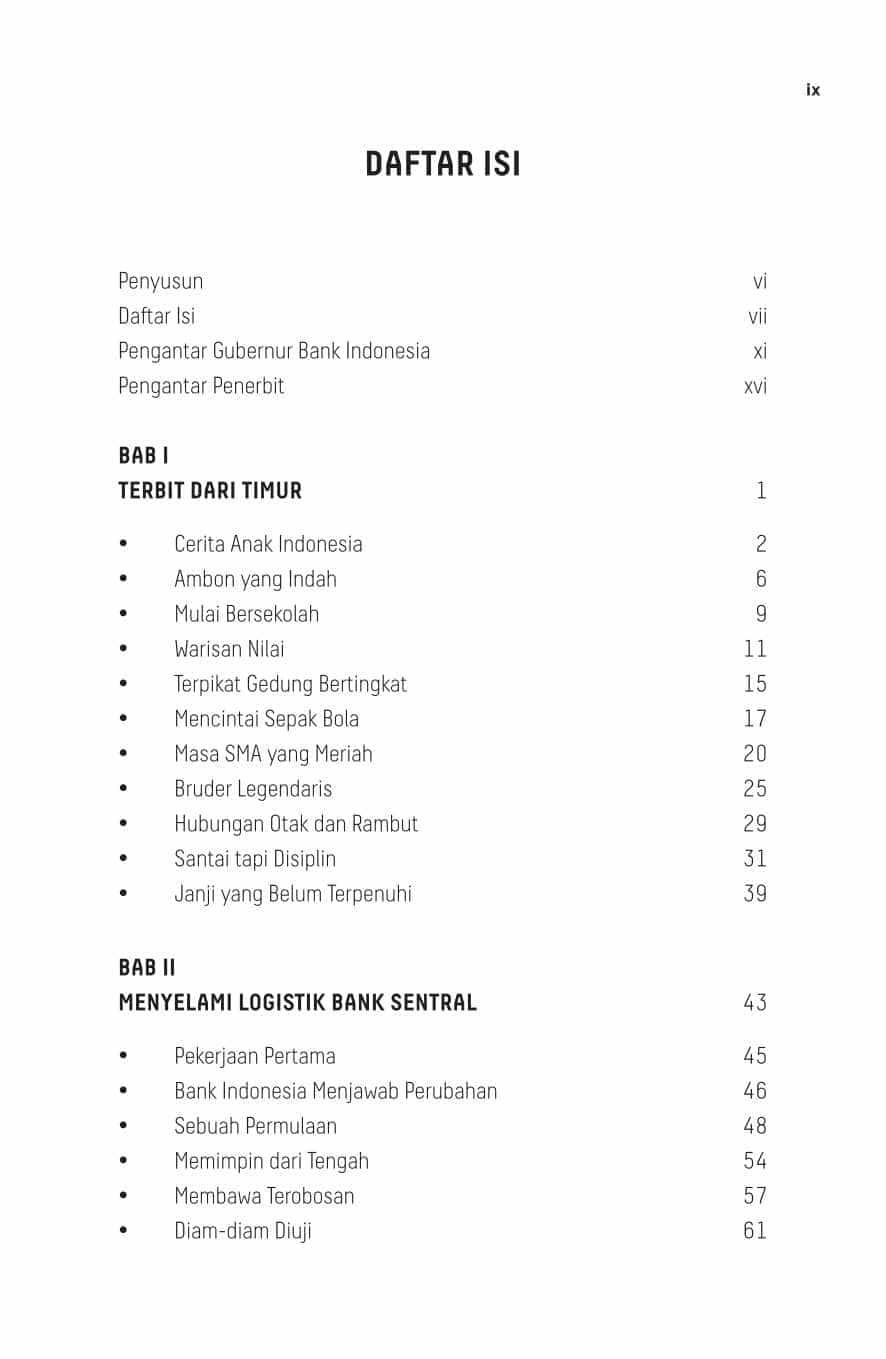 ix
DAFTAR ISI
Penyusun vi
Daftar Isi vii
Pengantar Gubernur Bank Indonesia xi
Pengantar Penerbit xvi
BAB I
TERBIT DARI TIMUR 1
• Cerita Anak Indonesia 2
• Ambon yang Indah 6
• Mulai Bersekolah 9
• Warisan Nilai 11
• Terpikat Gedung Bertingkat 15
• Mencintai Sepak Bola 17
• Masa SMA yang Meriah 20
• Bruder Legendaris 25
• Hubungan Otak dan Rambut 29
• Santai tapi Disiplin 31
• Janji yang Belum Terpenuhi 39
BAB II
MENYELAMI LOGISTIK BANK SENTRAL 43
• Pekerjaan Pertama 45
• Bank Indonesia Menjawab Perubahan 46
• Sebuah Permulaan 48
• Memimpin dari Tengah 54
• Membawa Terobosan 57
• Diam-diam Diuji 61